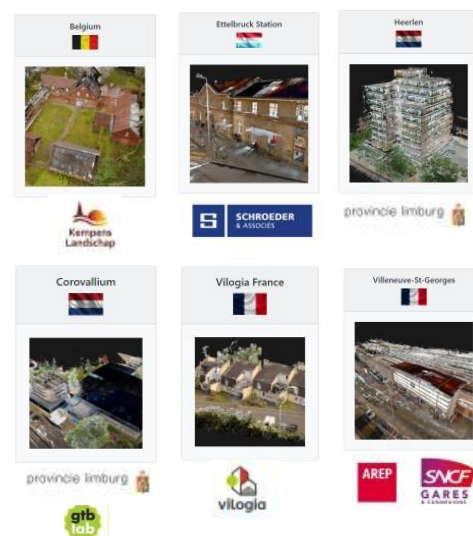 Belgium
Ettelbruck Station
Heerlen
Kempens
Landschap
S SCHROEDER
& ASSOCIÉS
provincie limburg
Corovallium
Vilogia France
Villeneuve-St-Georges
provincie limburg
vilogia
AREP
SNCF
GARES
& CONNEXIONS
gtb
lab